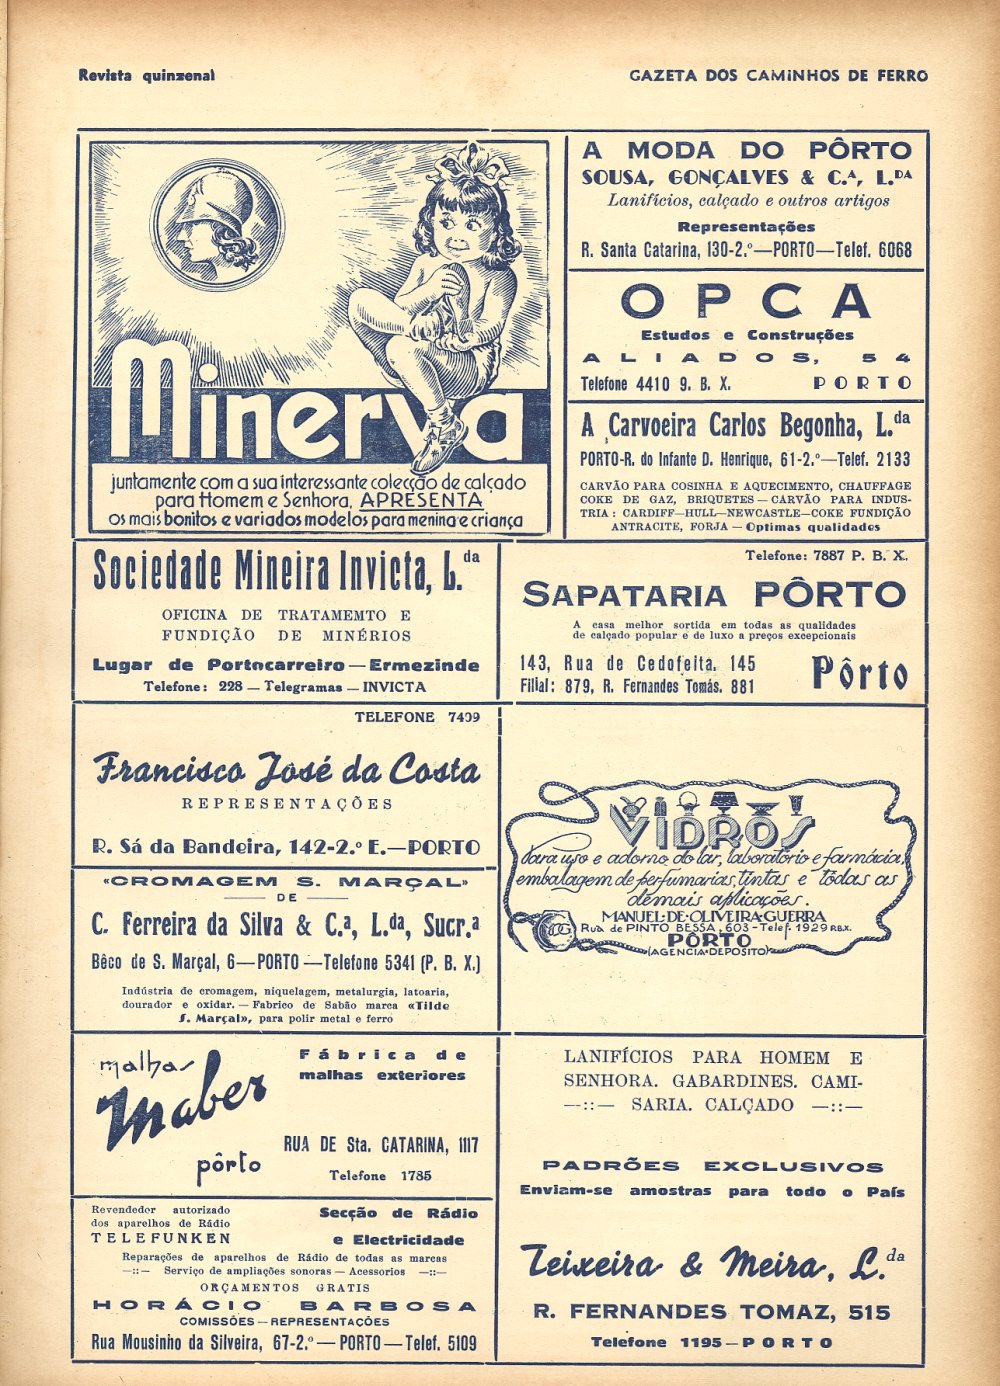 Revista quinzenal
GAZETA DOS CAMINHOS DE FERRO
Minerva
juntamente com a sua interessante colecção de calçado
para Homem e Senhora, APRESENTA
os mais bonitos e variados modelos para menina e criança
A MODA DO PÔRTO
SOUSA, GONÇALVES & C.A, L.DA
Lanifícios, calçado e outros artigos
Representações
R. Santa Catarina, 130-2.º—PORTO—Telef. 6068
OPCA
Estudos e Construções
ALIADOS, 54
Telefone 4410 9. B. X. PORTO
A Carvoeira Carlos Begonha, L.da
PORTO-R. do Infante D. Henrique, 61-2.º—Telef. 2133
CARVÃO PARA COSINHA E AQUECIMENTO, CHAUFFAGE
COKE DE GAZ, BRIQUETES—CARVÃO PARA INDUS-
TRIA: CARDIFF—HULL—NEWCASTLE—COKE FUNDIÇÃO
ANTRACITE, FORJA—Optimas qualidades
Sociedade Mineira Invicta, L.da
OFICINA DE TRATAMEMTO E
FUNDIÇÃO DE MINÉRIOS
Lugar de Portocarreiro—Ermezinde
Telefone: 228—Telegramas—INVICTA
Telefone: 7887 P. B. X.
SAPATARIA PÔRTO
A casa melhor sortida em todas as qualidades
de calçado popular e de luxo a preços excepcionais
143, Rua de Cedofeita, 145
Filial: 879, R. Fernandes Tomás. 881
Pôrto
TELEFONE 7409
Francisco José da Costa
REPRESENTAÇÕES
R. Sá da Bandeira, 142-2.º E.—PORTO
VIDROS
para uso e adorno do lar, laboratório e farmácia,
embalagem de perfumarias, tintas e tôdas as
demais aplicações.
MANUEL·DE·OLIVEIRA·GUERRA
Rua de PINTO BESSA, 603-Telef. 1929 P.B.X.
PÔRTO
(AGENCIA·DEPOSITO)
«CROMAGEM S. MARÇAL»
DE
C. Ferreira da Silva & C.a, L.da, Sucr.a
Bêco de S. Marçal, 6—PORTO—Telefone 5341 (P. B. X.)
Indústria de cromagem, niquelagem, metalurgia, latoaria,
dourador e oxidar.—Fabrico de Sabão marca «Tilde
S. Marçal», para polir metal e ferro
malhas
Maber
pôrto
Fábrica de
malhas exteriores
RUA DE Sta. CATARINA, 1117
Telefone 1785
LANIFÍCIOS PARA HOMEM E
SENHORA. GABARDINES. CAMI-
—::— SARIA. CALÇADO —::—
PADRÕES EXCLUSIVOS
Enviam-se amostras para todo o País
Teixeira & Meira, L.da
R. FERNANDES TOMAZ, 515
Telefone 1195—PORTO
Revendedor autorizado
dos aparelhos de Rádio
TELEFUNKEN
Secção de Rádio
e Electricidade
Reparações de aparelhos de Rádio de todas as marcas
—::— Serviço de ampliações sonoras—Acessorios —::—
ORÇAMENTOS GRATIS
HORÁCIO BARBOSA
COMISSÕES—REPRESENTAÇÕES
Rua Mousinho da Silveira, 67-2.º—PORTO—Telef. 5109